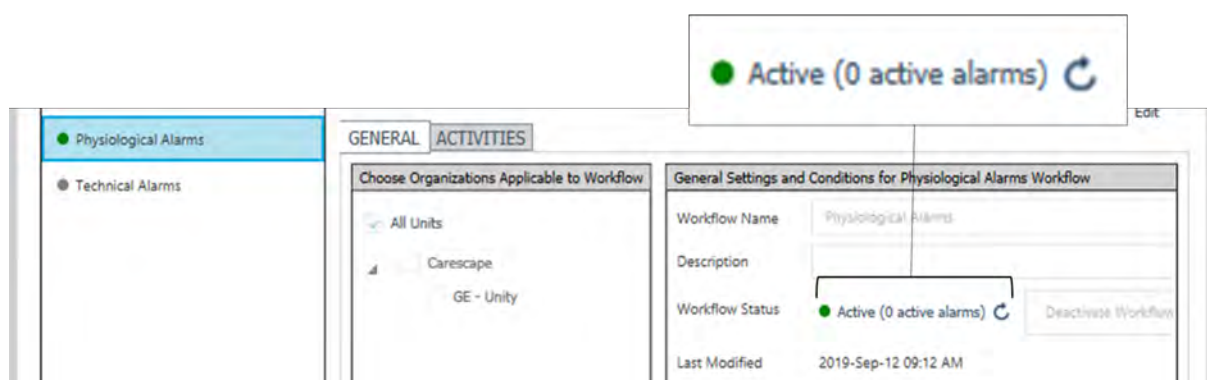 Active (0 active alarms)
Edit
Physiological Alarms
Technical Alarms
GENERAL ACTIVITIES
Choose Organizations Applicable to Workflow
All Units
Carescape
GE - Unity
General Settings and Conditions for Physiological Alarms Workflow
Workflow Name Physiological Alarms
Description
Workflow Status Active (0 active alarms) Deactivate Workflow
Last Modified 2019-Sep-12 09:12 AM